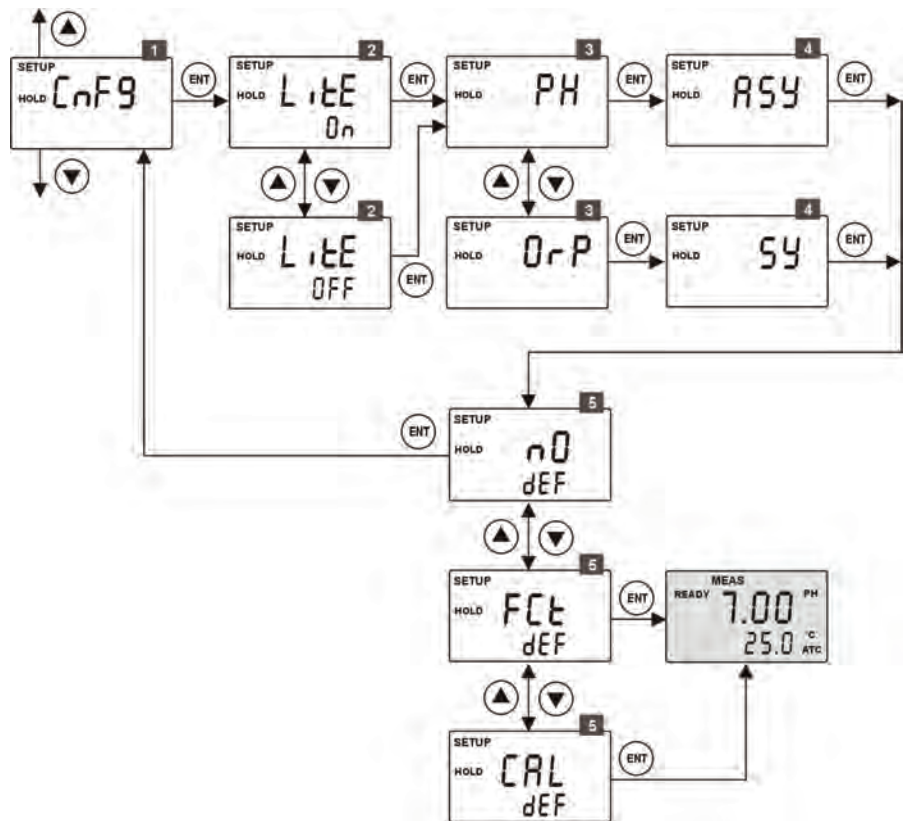 1
SETUP
HOLD CnF9
ENT
2
SETUP
HOLD LitE
On
ENT
3
SETUP
HOLD PH
ENT
4
SETUP
HOLD ASY
ENT
2
SETUP
HOLD LitE
OFF
ENT
3
SETUP
HOLD OrP
ENT
4
SETUP
HOLD SY
ENT
5
SETUP
HOLD nO
dEF
ENT
5
SETUP
HOLD FCt
dEF
ENT
MEAS
READY 7.00 PH
25.0 °C
ATC
5
SETUP
HOLD CAL
dEF
ENT